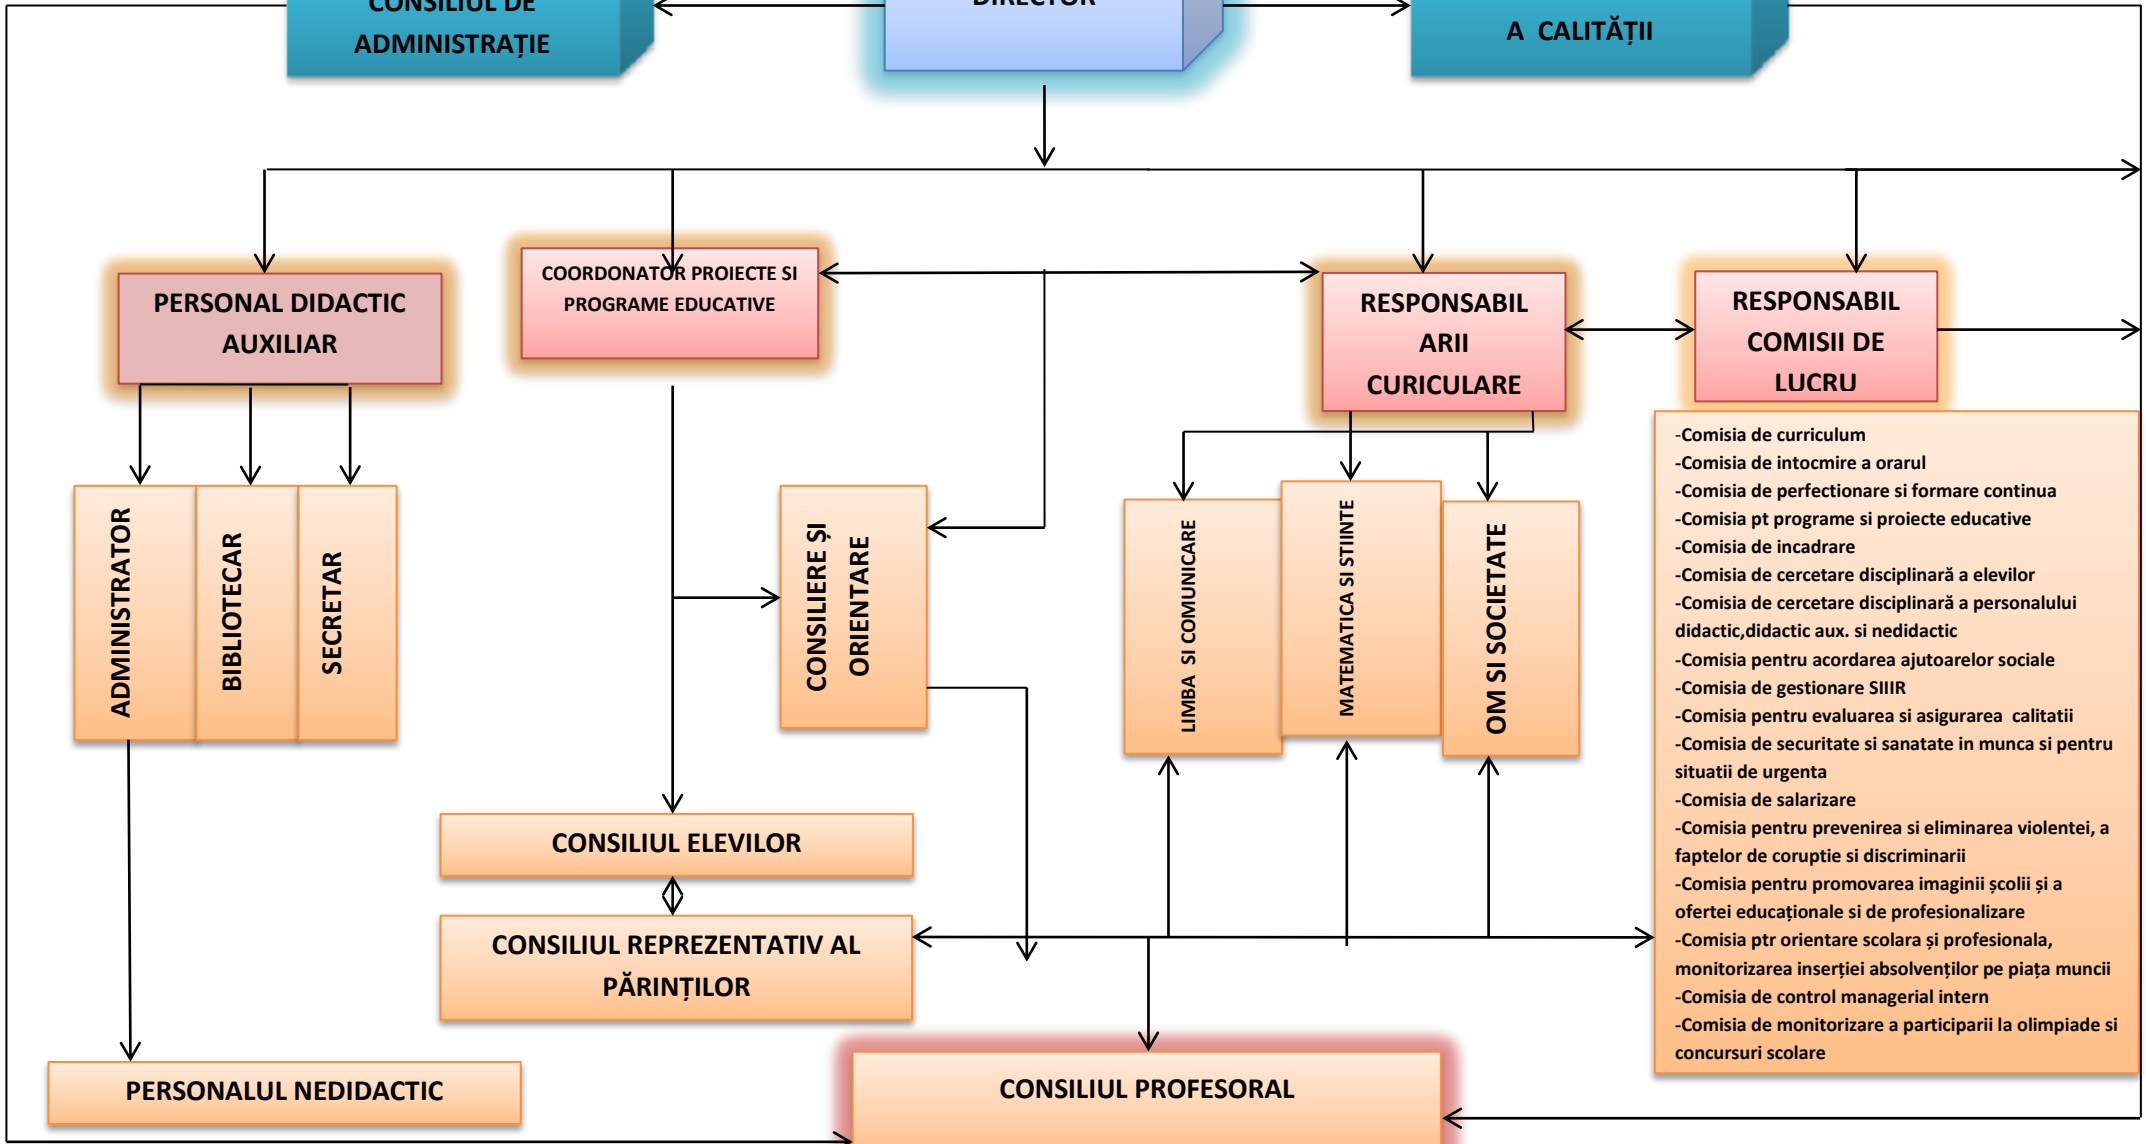 CONSILIUL DE
ADMINISTRAȚIE
DIRECTOR
A CALITĂȚII
PERSONAL DIDACTIC
AUXILIAR
COORDONATOR PROIECTE SI
PROGRAME EDUCATIVE
RESPONSABIL
ARII
CURICULARE
RESPONSABIL
COMISII DE
LUCRU
ADMINISTRATOR
BIBLIOTECAR
SECRETAR
CONSILIERE ȘI
ORIENTARE
LIMBA SI COMUNICARE
MATEMATICA SI STIINTE
OM SI SOCIETATE
-Comisia de curriculum
-Comisia de intocmire a orarul
-Comisia de perfectionare si formare continua
-Comisia pt programe si proiecte educative
-Comisia de incadrare
-Comisia de cercetare disciplinară a elevilor
-Comisia de cercetare disciplinară a personalului
didactic,didactic aux. si nedidactic
-Comisia pentru acordarea ajutoarelor sociale
-Comisia de gestionare SIIIR
-Comisia pentru evaluarea si asigurarea calitatii
-Comisia de securitate si sanatate in munca si pentru
situatii de urgenta
-Comisia de salarizare
-Comisia pentru prevenirea si eliminarea violentei, a
faptelor de coruptie si discriminarii
-Comisia pentru promovarea imaginii școlii și a
ofertei educaționale si de profesionalizare
-Comisia ptr orientare scolara și profesionala,
monitorizarea inserției absolvenților pe piața muncii
-Comisia de control managerial intern
-Comisia de monitorizare a participarii la olimpiade si
concursuri scolare
CONSILIUL ELEVILOR
CONSILIUL REPREZENTATIV AL
PĂRINȚILOR
PERSONALUL NEDIDACTIC
CONSILIUL PROFESORAL